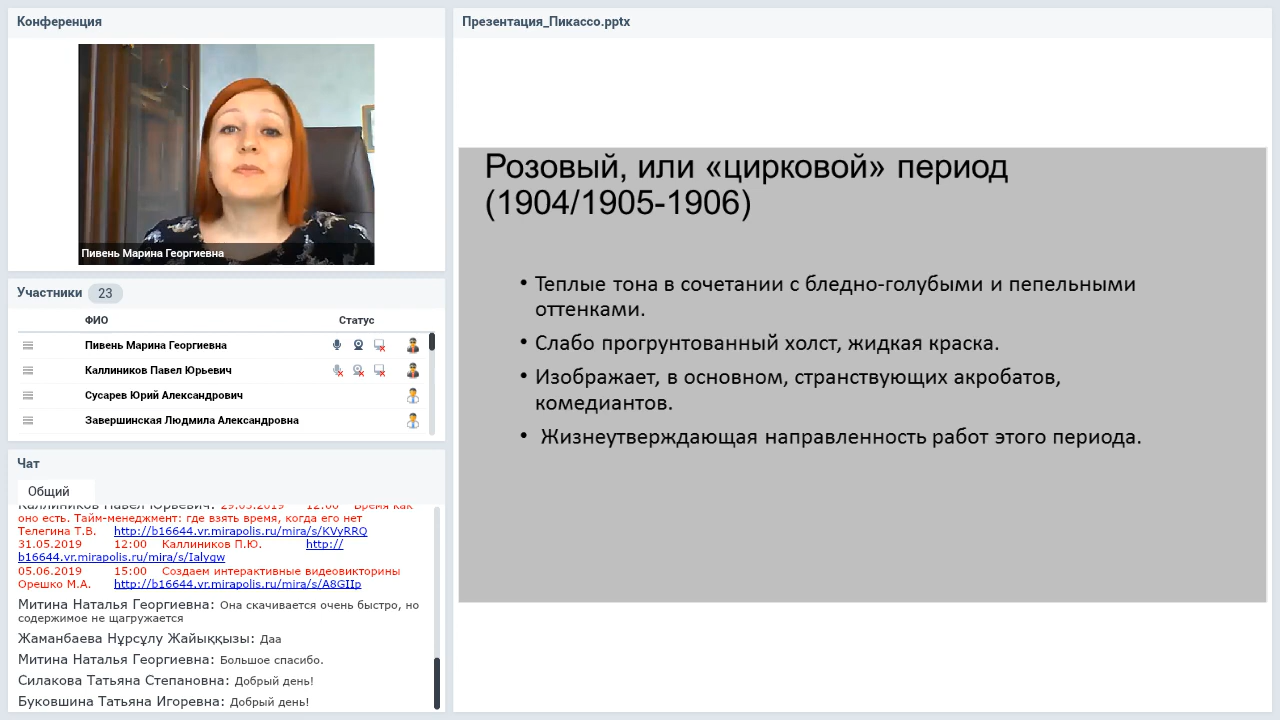 Конференция
Пивень Марина Георгиевна
Участники 23
ФИО Статус
Пивень Марина Георгиевна
Каллиников Павел Юрьевич
Сусарев Юрий Александрович
Завершинская Людмила Александровна
Чат
Общий
Каллиников Павел Юрьевич: 29.05.2019 12:00 Время как
оно есть. Тайм-менеджмент: где взять время, когда его нет
Телегина Т.В. http://b16644.vr.mirapolis.ru/mira/s/KVyRRQ
31.05.2019 12:00 Каллиников П.Ю. http://
b16644.vr.mirapolis.ru/mira/s/Ialygw
05.06.2019 15:00 Создаем интерактивные видеовикторины
Орешко М.А. http://b16644.vr.mirapolis.ru/mira/s/A8GIIp
Митина Наталья Георгиевна: Она скачивается очень быстро, но
содержимое не щагружается
Жаманбаева Нұрсұлу Жайыққызы: Даа
Митина Наталья Георгиевна: Большое спасибо.
Силакова Татьяна Степановна: Добрый день!
Буковшина Татьяна Игоревна: Добрый день!
Презентация_Пикассо.pptx
Розовый, или «цирковой» период
(1904/1905-1906)
• Теплые тона в сочетании с бледно-голубыми и пепельными
оттенками.
• Слабо прогрунтованный холст, жидкая краска.
• Изображает, в основном, странствующих акробатов,
комедиантов.
• Жизнеутверждающая направленность работ этого периода.